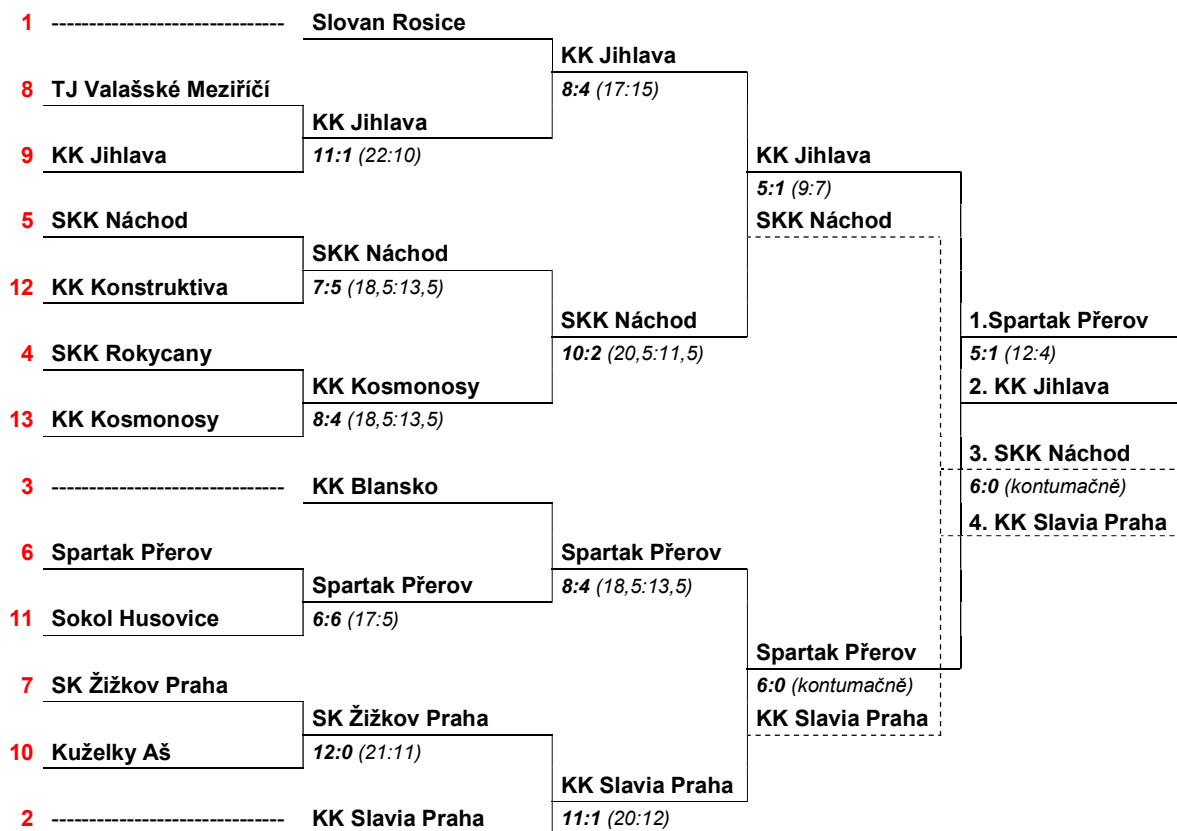 1 ------------------------------- Slovan Rosice
KK Jihlava
8 TJ Valašské Meziříčí
8:4 (17:15)
KK Jihlava
9 KK Jihlava
11:1 (22:10)
KK Jihlava
5:1 (9:7)
5 SKK Náchod
SKK Náchod
SKK Náchod
12 KK Konstruktiva
7:5 (18,5:13,5)
SKK Náchod
1.Spartak Přerov
4 SKK Rokycany
10:2 (20,5:11,5)
5:1 (12:4)
KK Kosmonosy
2. KK Jihlava
13 KK Kosmonosy
8:4 (18,5:13,5)
3. SKK Náchod
3 ------------------------------- KK Blansko
6:0 (kontumačně)
4. KK Slavia Praha
6 Spartak Přerov
Spartak Přerov
Spartak Přerov
8:4 (18,5:13,5)
11 Sokol Husovice
6:6 (17:5)
Spartak Přerov
7 SK Žižkov Praha
6:0 (kontumačně)
SK Žižkov Praha
KK Slavia Praha
10 Kuželky Aš
12:0 (21:11)
KK Slavia Praha
2 ------------------------------- KK Slavia Praha
11:1 (20:12)